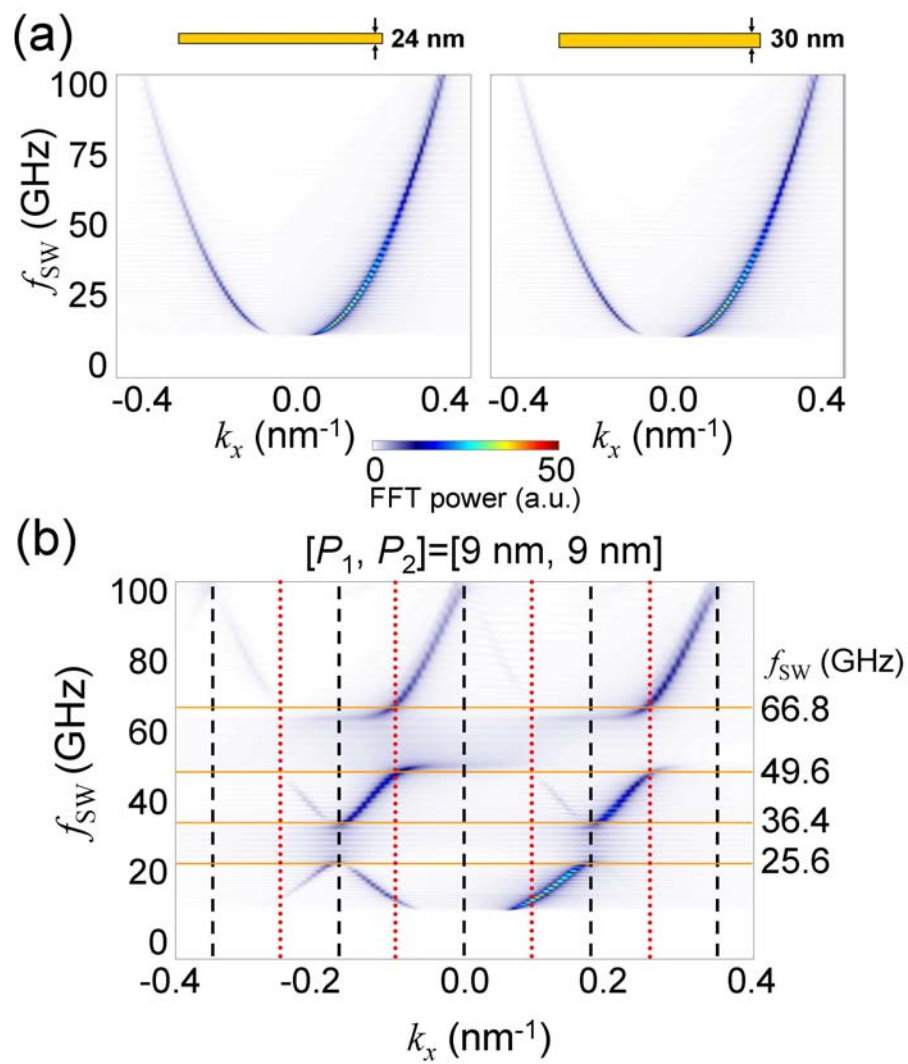 (a)
24 nm
30 nm
100
75
50
25
0
f_SW (GHz)
-0.4 0.0 0.4
-0.4 0.0 0.4
k_x (nm⁻¹)
k_x (nm⁻¹)
0 50
FFT power (a.u.)
(b)
[P₁, P₂]=[9 nm, 9 nm]
100
80
60
40
20
0
f_SW (GHz)
f_SW (GHz)
66.8
49.6
36.4
25.6
-0.4 -0.2 0.0 0.2 0.4
k_x (nm⁻¹)